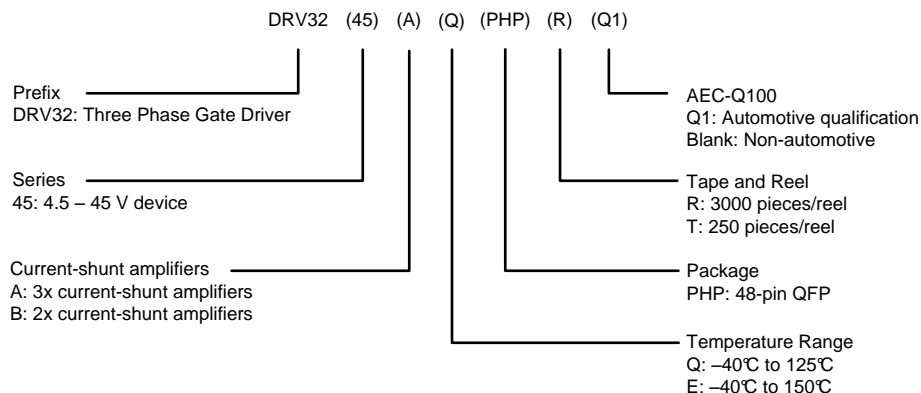 DRV32 (45) (A) (Q) (PHP) (R) (Q1)
Prefix
DRV32: Three Phase Gate Driver
Series
45: 4.5 – 45 V device
Current-shunt amplifiers
A: 3x current-shunt amplifiers
B: 2x current-shunt amplifiers
AEC-Q100
Q1: Automotive qualification
Blank: Non-automotive
Tape and Reel
R: 3000 pieces/reel
T: 250 pieces/reel
Package
PHP: 48-pin QFP
Temperature Range
Q: –40℃ to 125℃
E: –40℃ to 150℃